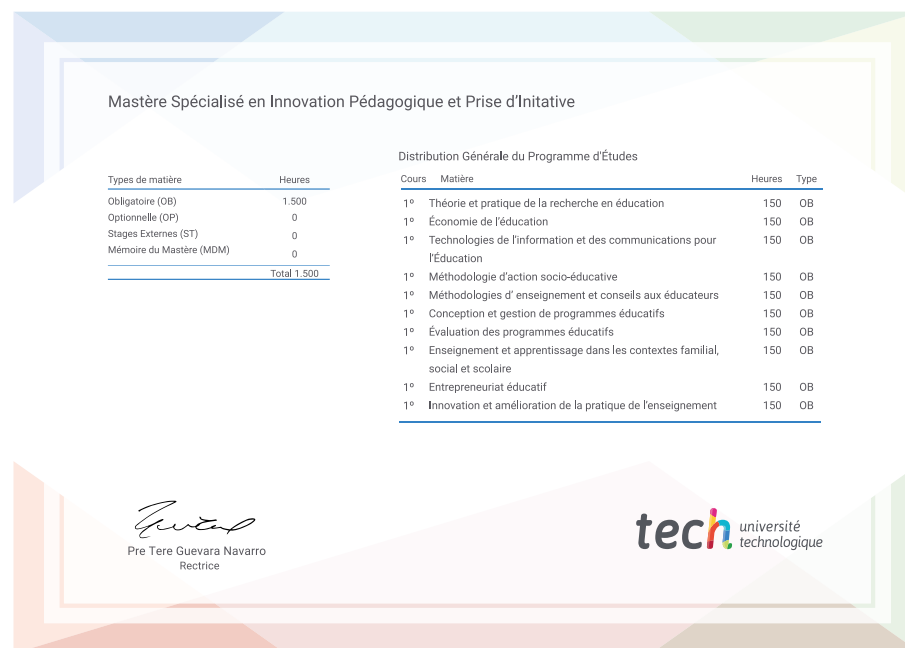 Mastère Spécialisé en Innovation Pédagogique et Prise d'Initative
Types de matière Heures
Obligatoire (OB) 1.500
Optionnelle (OP) 0
Stages Externes (ST) 0
Mémoire du Mastère (MDM) 0
Total 1.500
Distribution Générale du Programme d'Études
Cours Matière Heures Type
1º Théorie et pratique de la recherche en éducation 150 OB
1º Économie de l'éducation 150 OB
1º Technologies de l'information et des communications pour 150 OB
l'Éducation
1º Méthodologie d'action socio-éducative 150 OB
1º Méthodologies d' enseignement et conseils aux éducateurs 150 OB
1º Conception et gestion de programmes éducatifs 150 OB
1º Évaluation des programmes éducatifs 150 OB
1º Enseignement et apprentissage dans les contextes familial, 150 OB
social et scolaire
1º Entrepreneuriat éducatif 150 OB
1º Innovation et amélioration de la pratique de l'enseignement 150 OB
Pre Tere Guevara Navarro
Rectrice
tech université
technologique